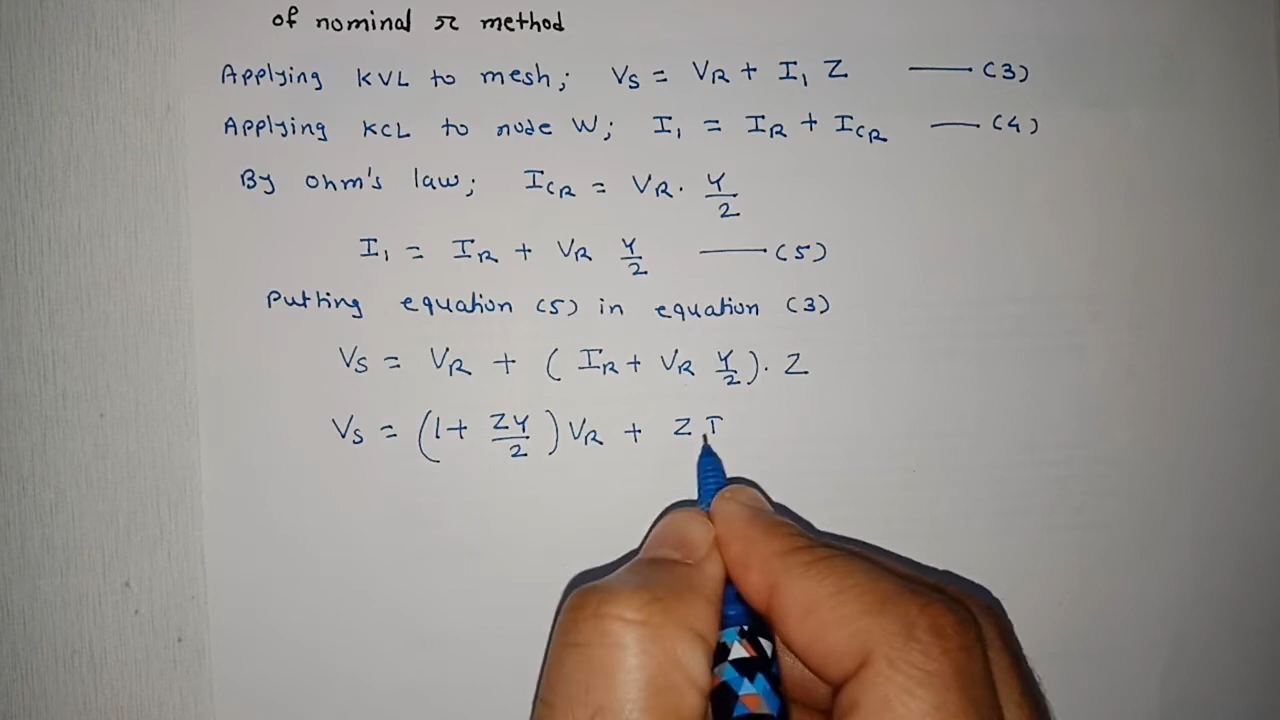 of nominal π method
Applying KVL to mesh; VS = VR + I1 Z —— (3)
Applying KCL to node W; I1 = IR + ICR —— (4)
By ohm's law; ICR = VR. Y/2
I1 = IR + VR Y/2 —— (5)
Putting equation (5) in equation (3)
VS = VR + (IR + VR Y/2). Z
VS = (1+ ZY/2) VR + Z I